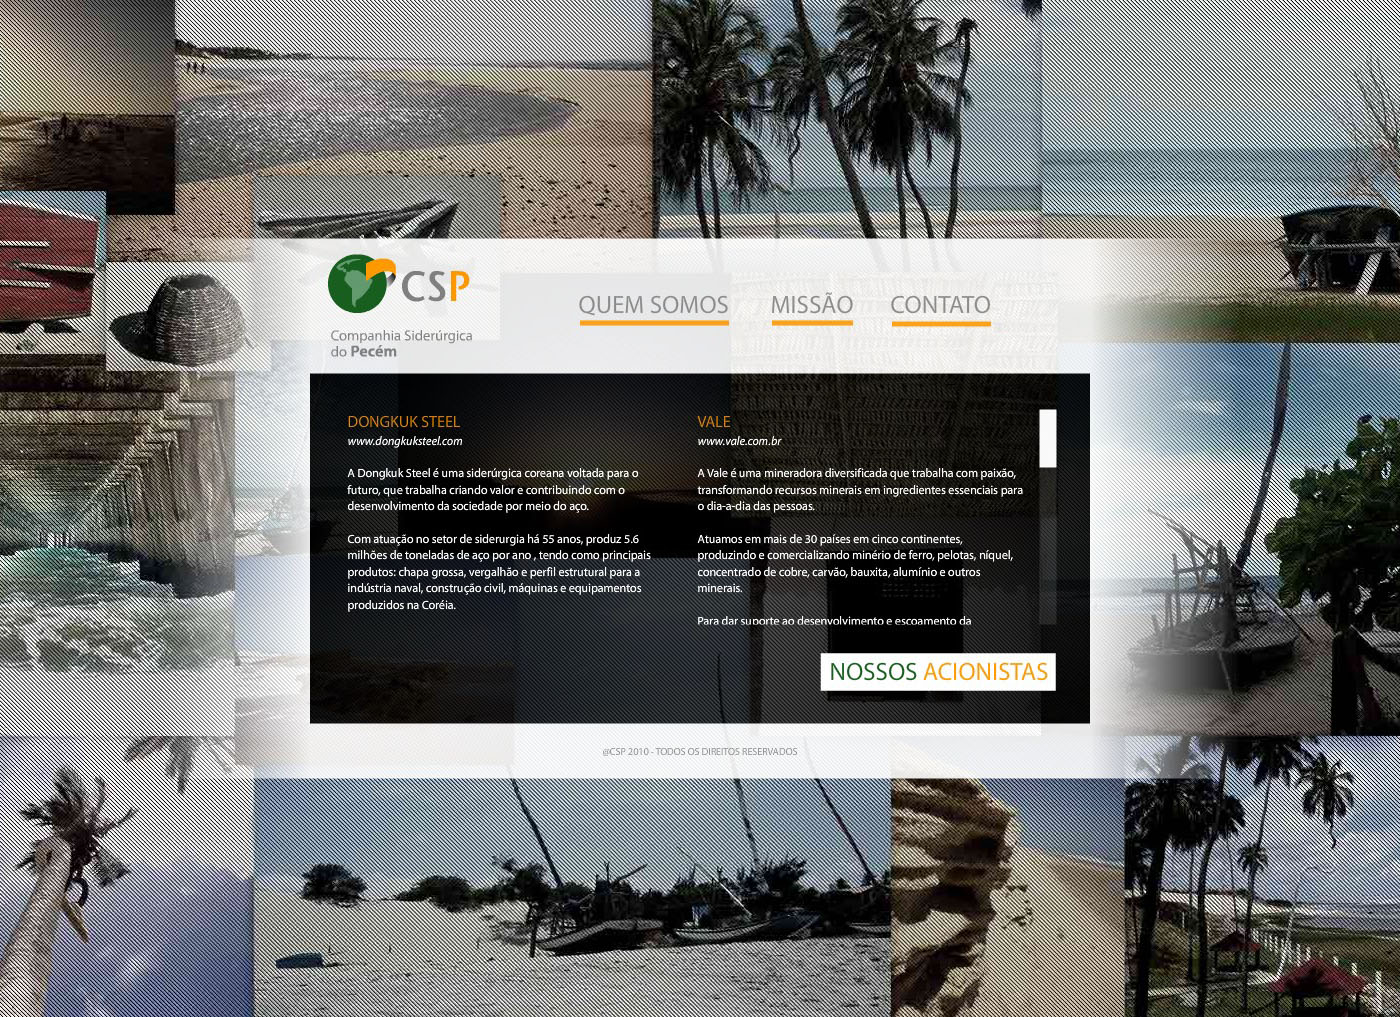 CSP
Companhia Siderúrgica
do Pecém
QUEM SOMOS
MISSÃO
CONTATO
DONGKUK STEEL
www.dongkuksteel.com
A Dongkuk Steel é uma siderúrgica coreana voltada para o
futuro, que trabalha criando valor e contribuindo com o
desenvolvimento da sociedade por meio do aço.
Com atuação no setor de siderurgia há 55 anos, produz 5.6
milhões de toneladas de aço por ano , tendo como principais
produtos: chapa grossa, vergalhão e perfil estrutural para a
indústria naval, construção civil, máquinas e equipamentos
produzidos na Coréia.
VALE
www.vale.com.br
A Vale é uma mineradora diversificada que trabalha com paixão,
transformando recursos minerais em ingredientes essenciais para
o dia-a-dia das pessoas.
Atuamos em mais de 30 países em cinco continentes,
produzindo e comercializando minério de ferro, pelotas, níquel,
concentrado de cobre, carvão, bauxita, alumínio e outros
minerais.
Para dar suporte ao desenvolvimento e escoamento da
NOSSOS ACIONISTAS
@CSP 2010 - TODOS OS DIREITOS RESERVADOS